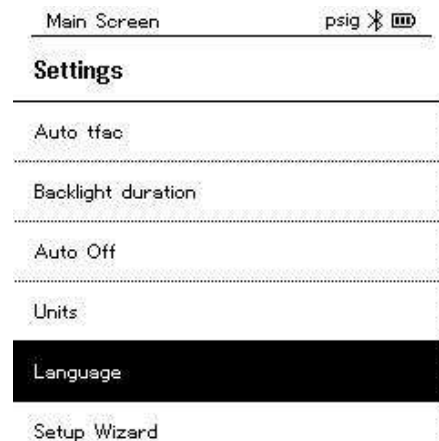 Main Screen psig
Settings
Auto tfac
Backlight duration
Auto Off
Units
Language
Setup Wizard